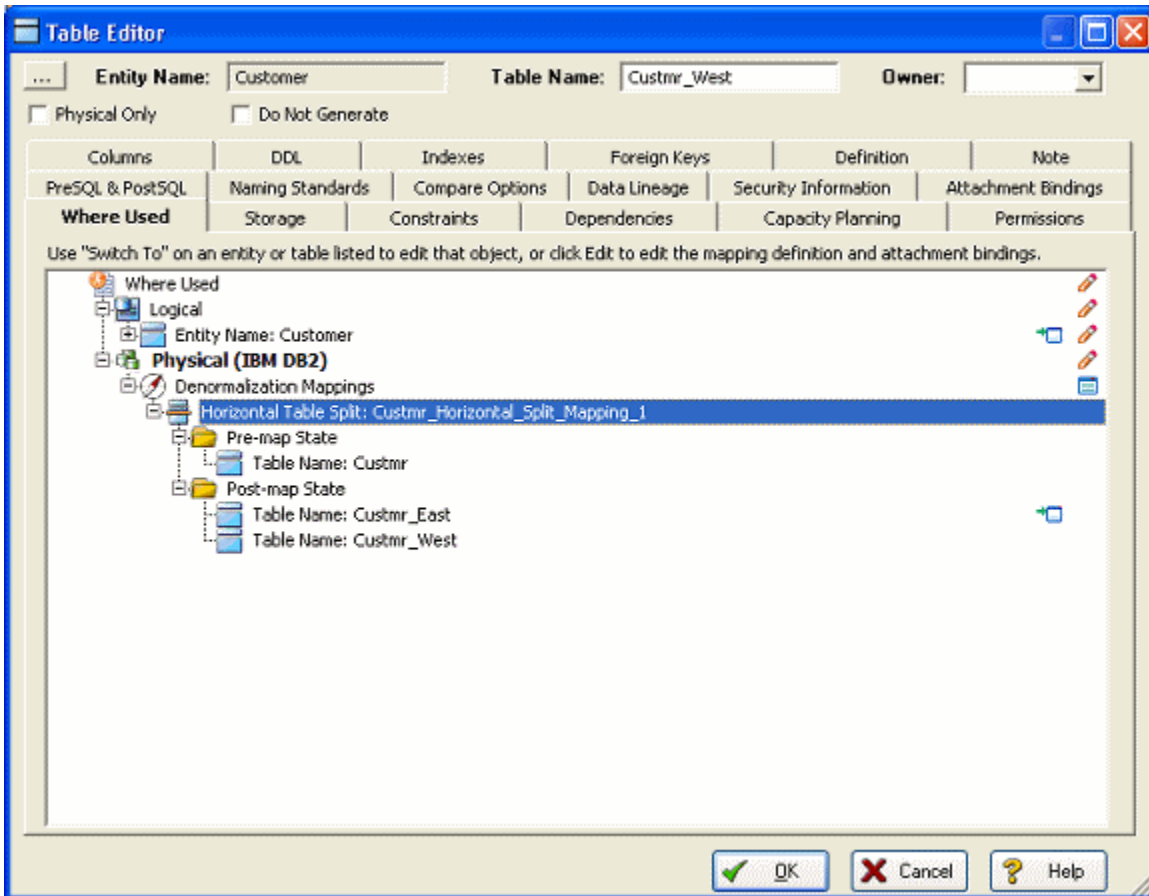 Table Editor
... Entity Name: Customer Table Name: Custmr_West Owner:
Physical Only Do Not Generate
Columns DDL Indexes Foreign Keys Definition Note
PreSQL & PostSQL Naming Standards Compare Options Data Lineage Security Information Attachment Bindings
Where Used Storage Constraints Dependencies Capacity Planning Permissions
Use "Switch To" on an entity or table listed to edit that object, or click Edit to edit the mapping definition and attachment bindings.
Where Used
Logical
Entity Name: Customer
Physical (IBM DB2)
Denormalization Mappings
Horizontal Table Split: Custmr_Horizontal_Split_Mapping_1
Pre-map State
Table Name: Custmr
Post-map State
Table Name: Custmr_East
Table Name: Custmr_West
OK Cancel Help